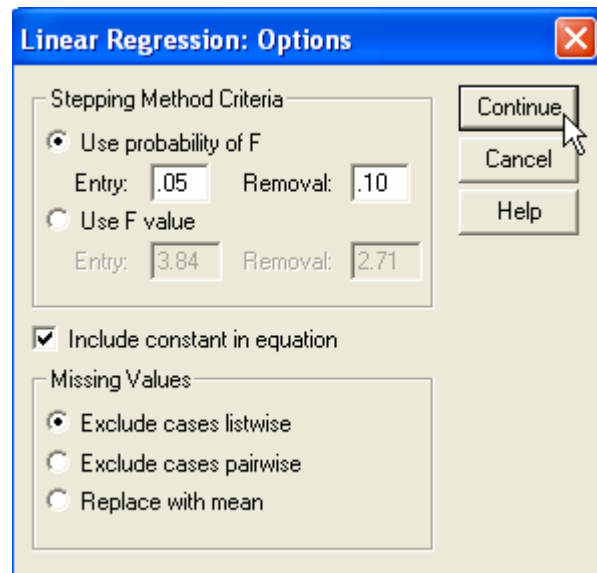 Linear Regression: Options
Stepping Method Criteria
Use probability of F
Entry: .05 Removal: .10
Use F value
Entry: 3.84 Removal: 2.71
Include constant in equation
Missing Values
Exclude cases listwise
Exclude cases pairwise
Replace with mean
Continue
Cancel
Help